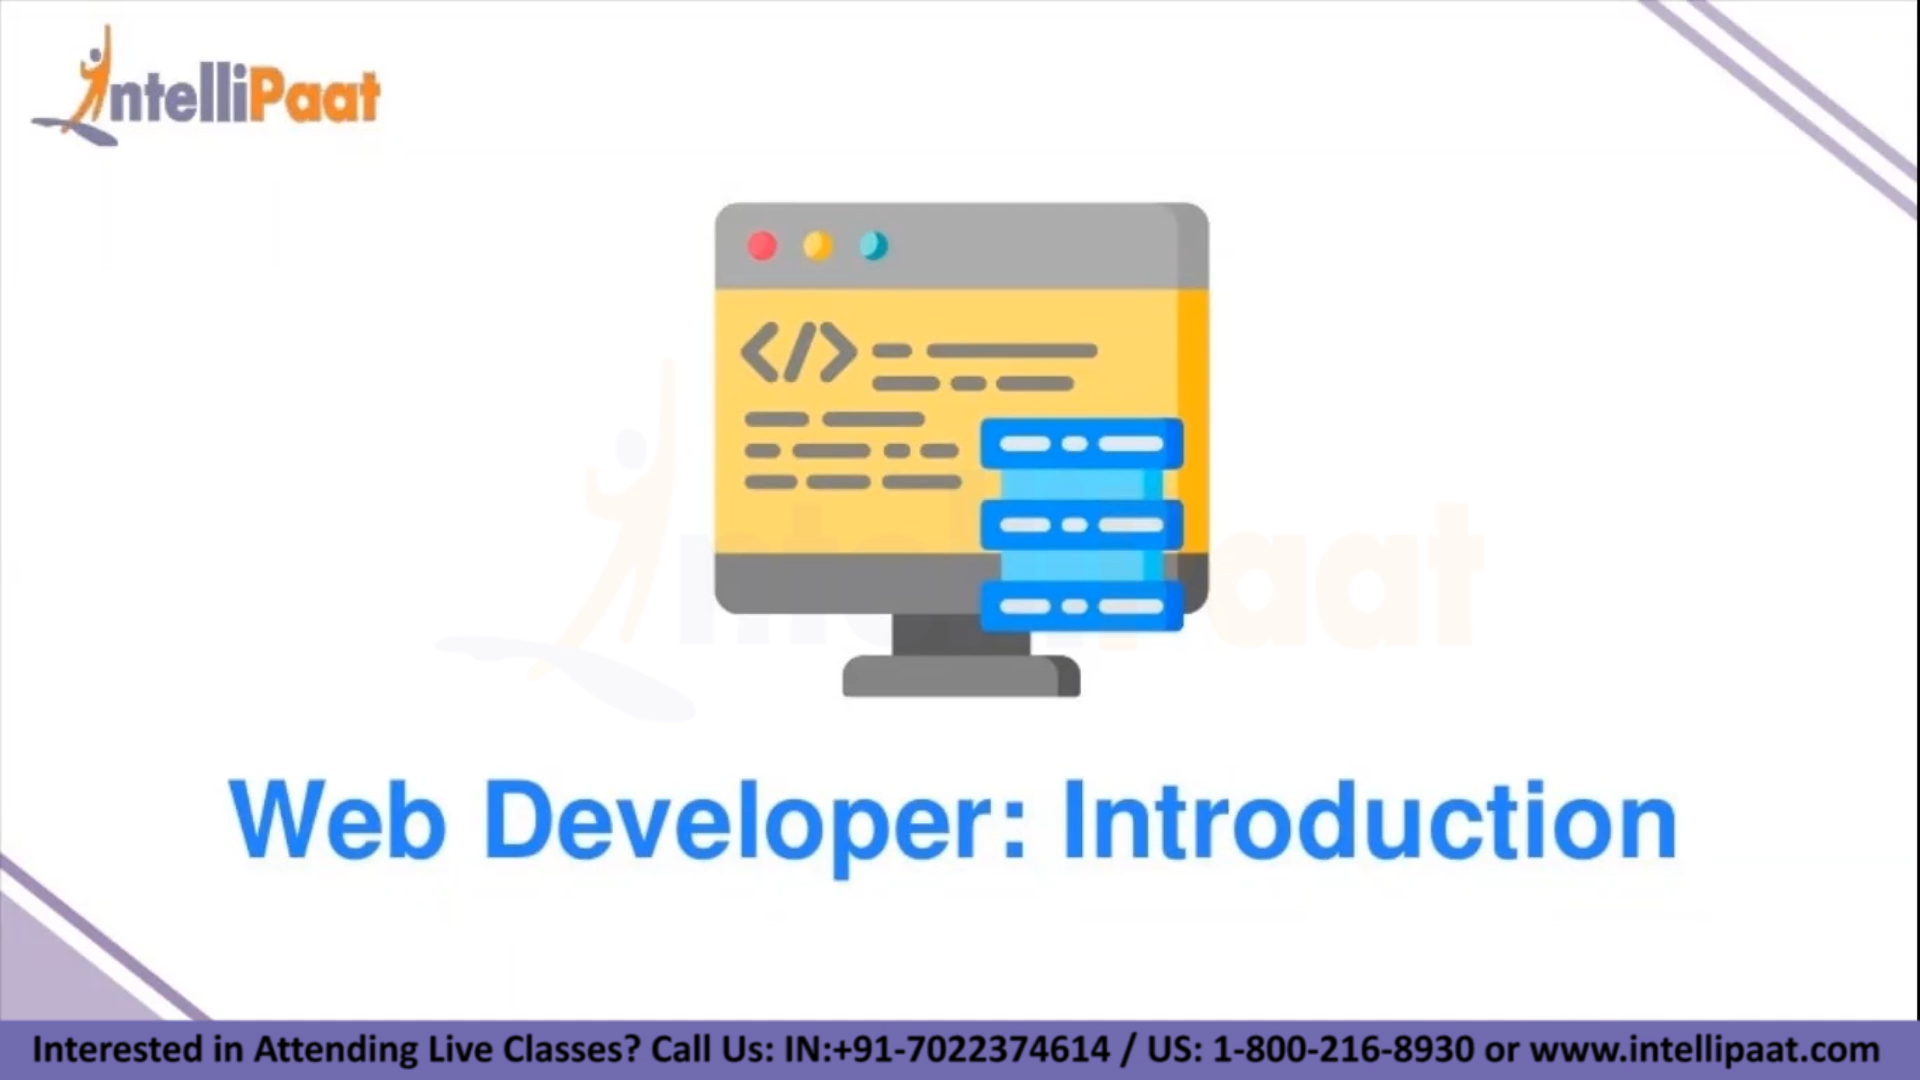 IntelliPaat
</>
IntelliPaat
Web Developer: Introduction
Interested in Attending Live Classes? Call Us: IN:+91-7022374614 / US: 1-800-216-8930 or www.intellipaat.com